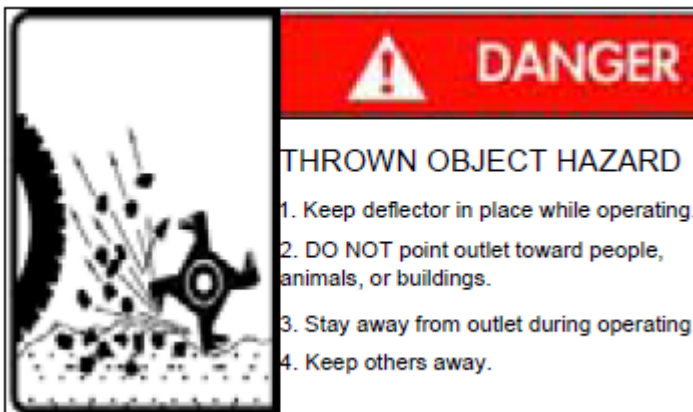 DANGER
THROWN OBJECT HAZARD
1. Keep deflector in place while operating.
2. DO NOT point outlet toward people,
animals, or buildings.
3. Stay away from outlet during operating
4. Keep others away.